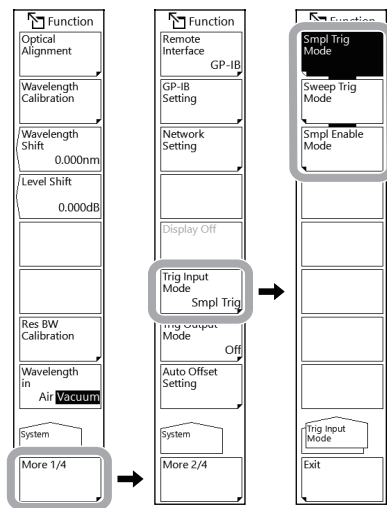 Function
Optical
Alignment
Wavelength
Calibration
Wavelength
Shift
0.000nm
Level Shift
0.000dB
Res BW
Calibration
Wavelength
in
Air Vacuum
System
More 1/4
Function
Remote
Interface
GP-IB
GP-IB
Setting
Network
Setting
Display Off
Trig Input
Mode
Smpl Trig
Trig Output
Mode
Off
Auto Offset
Setting
System
More 2/4
Function
Smpl Trig
Mode
Sweep Trig
Mode
Smpl Enable
Mode
Trig Input
Mode
Exit